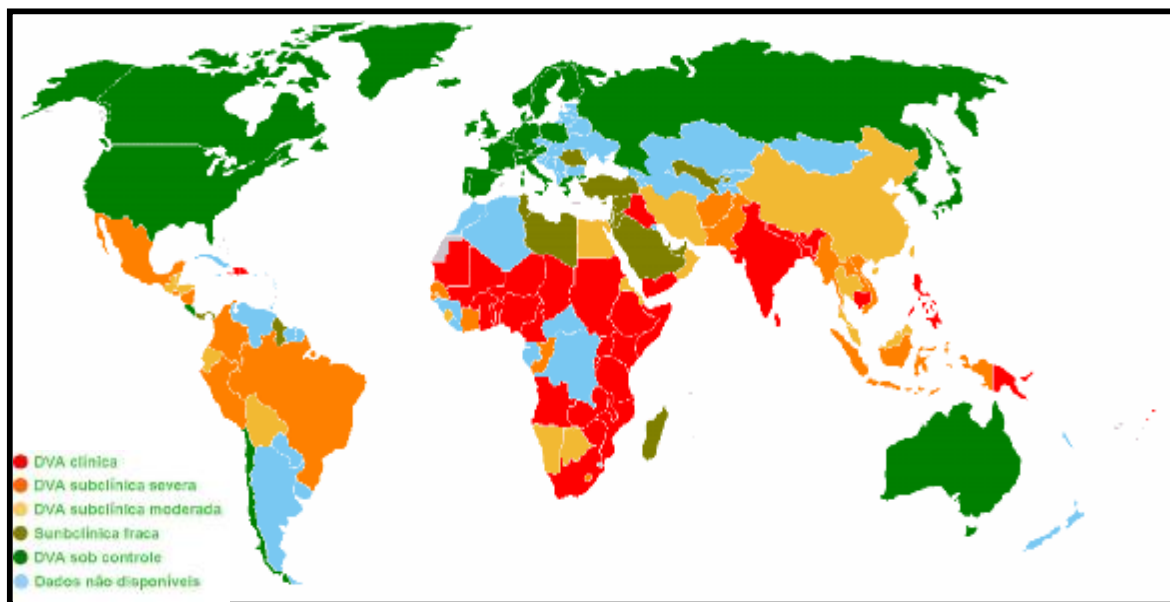 DVA clínica
DVA subclínica severa
DVA subclínica moderada
Sunbclínica fraca
DVA sob controle
Dados não disponíveis